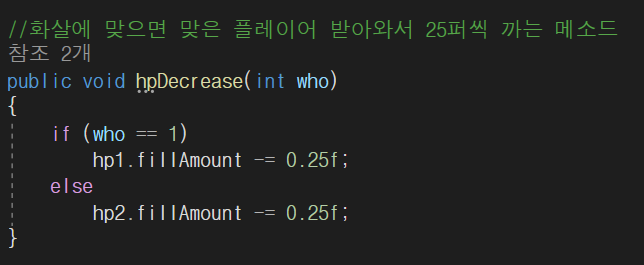 //화살에 맞으면 맞은 플레이어 받아와서 25퍼씩 까는 메소드
참조 2개
public void hpDecrease(int who)
{
    if (who == 1)
        hp1.fillAmount -= 0.25f;
    else
        hp2.fillAmount -= 0.25f;
}